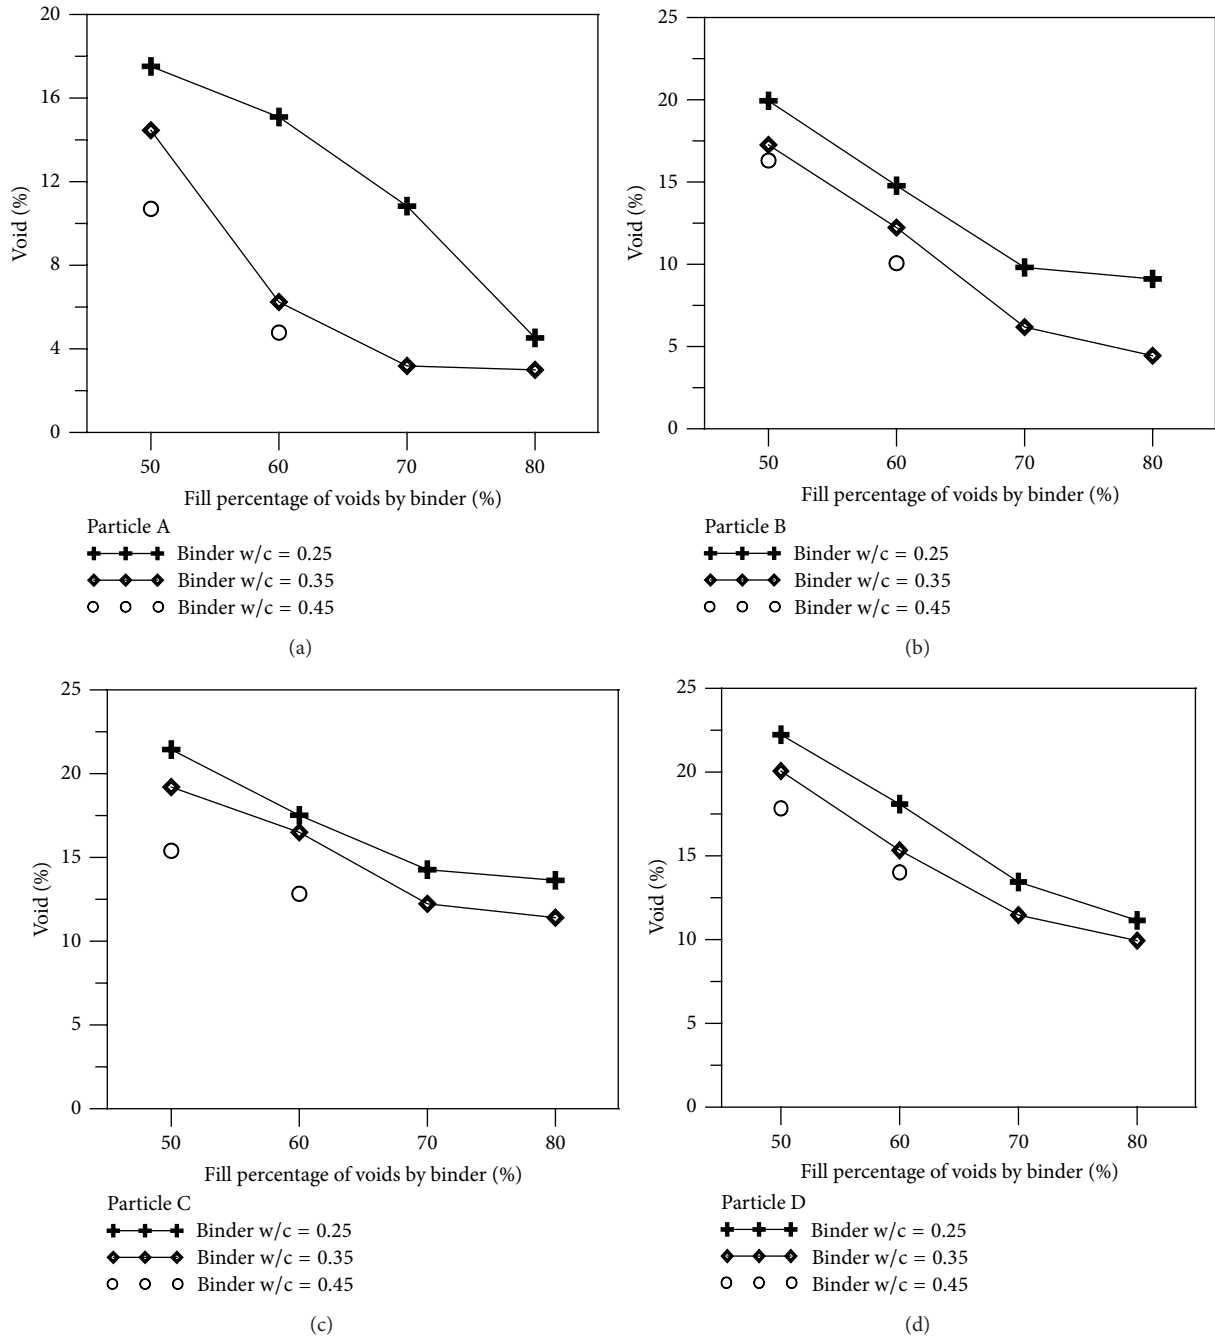 20
16
12
8
4
0
Void (%)
50 60 70 80
Fill percentage of voids by binder (%)
Particle A
Binder w/c = 0.25
Binder w/c = 0.35
Binder w/c = 0.45
(a)
25
20
15
10
5
0
Void (%)
50 60 70 80
Fill percentage of voids by binder (%)
Particle B
Binder w/c = 0.25
Binder w/c = 0.35
Binder w/c = 0.45
(b)
25
20
15
10
5
0
Void (%)
50 60 70 80
Fill percentage of voids by binder (%)
Particle C
Binder w/c = 0.25
Binder w/c = 0.35
Binder w/c = 0.45
(c)
25
20
15
10
5
0
Void (%)
50 60 70 80
Fill percentage of voids by binder (%)
Particle D
Binder w/c = 0.25
Binder w/c = 0.35
Binder w/c = 0.45
(d)